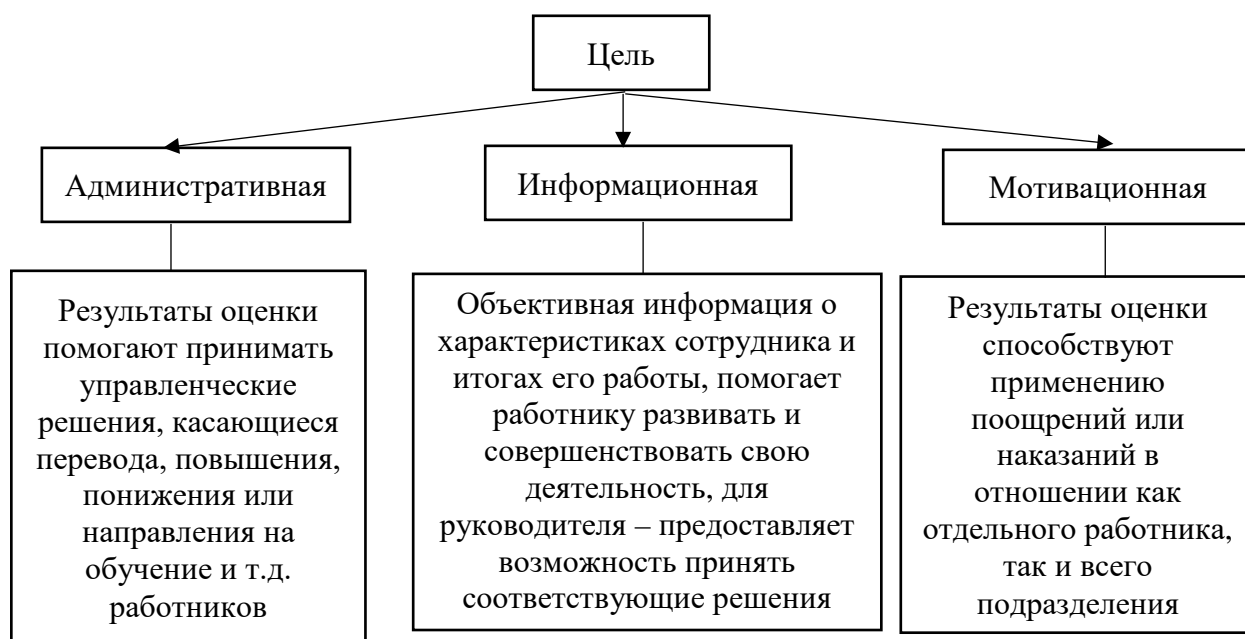 Цель
Административная
Информационная
Мотивационная
Результаты оценки
помогают принимать
управленческие
решения, касающиеся
перевода, повышения,
понижения или
направления на
обучение и т.д.
работников
Объективная информация о
характеристиках сотрудника и
итогах его работы, помогает
работнику развивать и
совершенствовать свою
деятельность, для
руководителя – предоставляет
возможность принять
соответствующие решения
Результаты оценки
способствуют
применению
поощрений или
наказаний в
отношении как
отдельного работника,
так и всего
подразделения